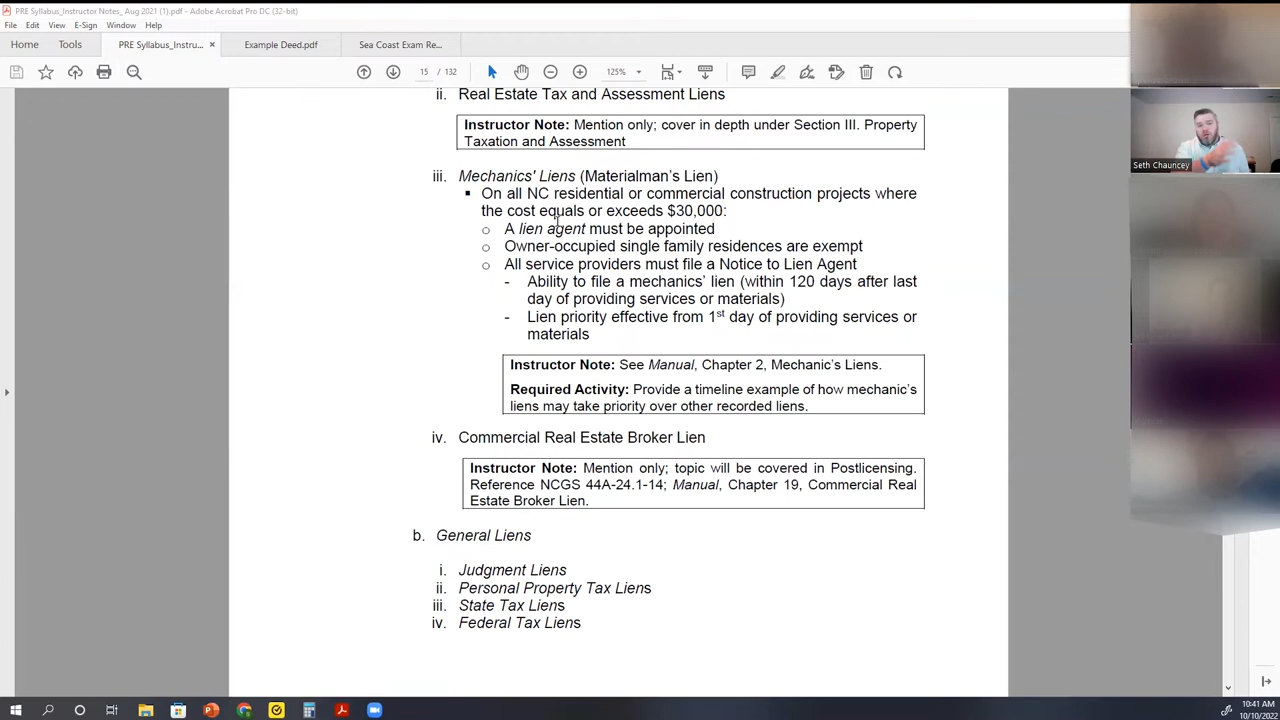 PRE Syllabus_Instructor Notes_ Aug 2021 (1).pdf - Adobe Acrobat Pro DC (32-bit)
File Edit View E-Sign Window Help
Home Tools PRE Syllabus_Instru... × Example Deed.pdf Sea Coast Exam Re...
15 / 132 125%
ii. Real Estate Tax and Assessment Liens
Instructor Note: Mention only; cover in depth under Section III. Property
Taxation and Assessment
iii. Mechanics' Liens (Materialman's Lien)
▪ On all NC residential or commercial construction projects where
the cost equals or exceeds $30,000:
○ A lien agent must be appointed
○ Owner-occupied single family residences are exempt
○ All service providers must file a Notice to Lien Agent
- Ability to file a mechanics' lien (within 120 days after last
day of providing services or materials)
- Lien priority effective from 1st day of providing services or
materials
Instructor Note: See Manual, Chapter 2, Mechanic's Liens.
Required Activity: Provide a timeline example of how mechanic's
liens may take priority over other recorded liens.
iv. Commercial Real Estate Broker Lien
Instructor Note: Mention only; topic will be covered in Postlicensing.
Reference NCGS 44A-24.1-14; Manual, Chapter 19, Commercial Real
Estate Broker Lien.
b. General Liens
i. Judgment Liens
ii. Personal Property Tax Liens
iii. State Tax Liens
iv. Federal Tax Liens
Seth Chauncey
10:41 AM
10/10/2022